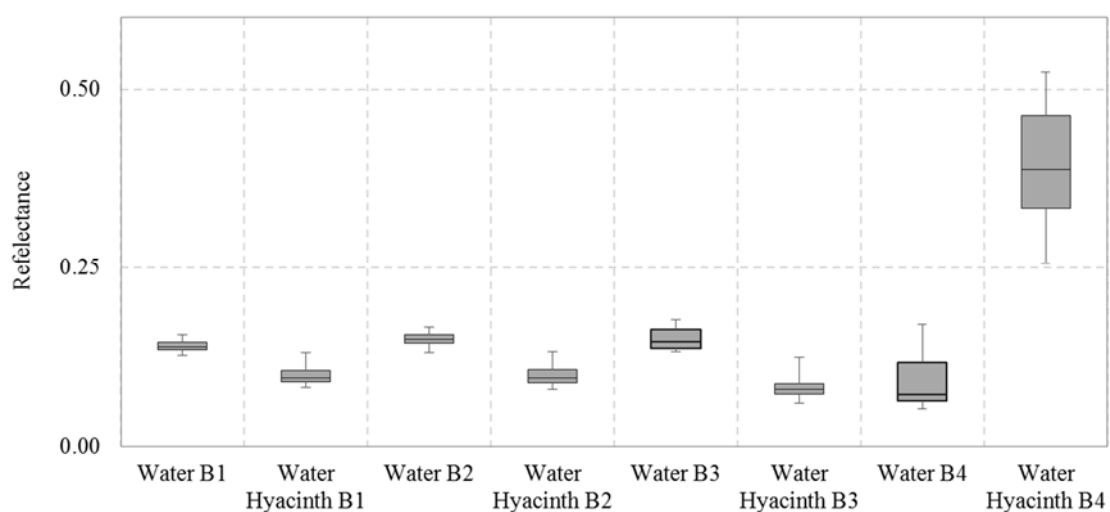 0.50
Refelectance
0.25
0.00
Water B1
Water
Hyacinth B1
Water B2
Water
Hyacinth B2
Water B3
Water
Hyacinth B3
Water B4
Water
Hyacinth B4